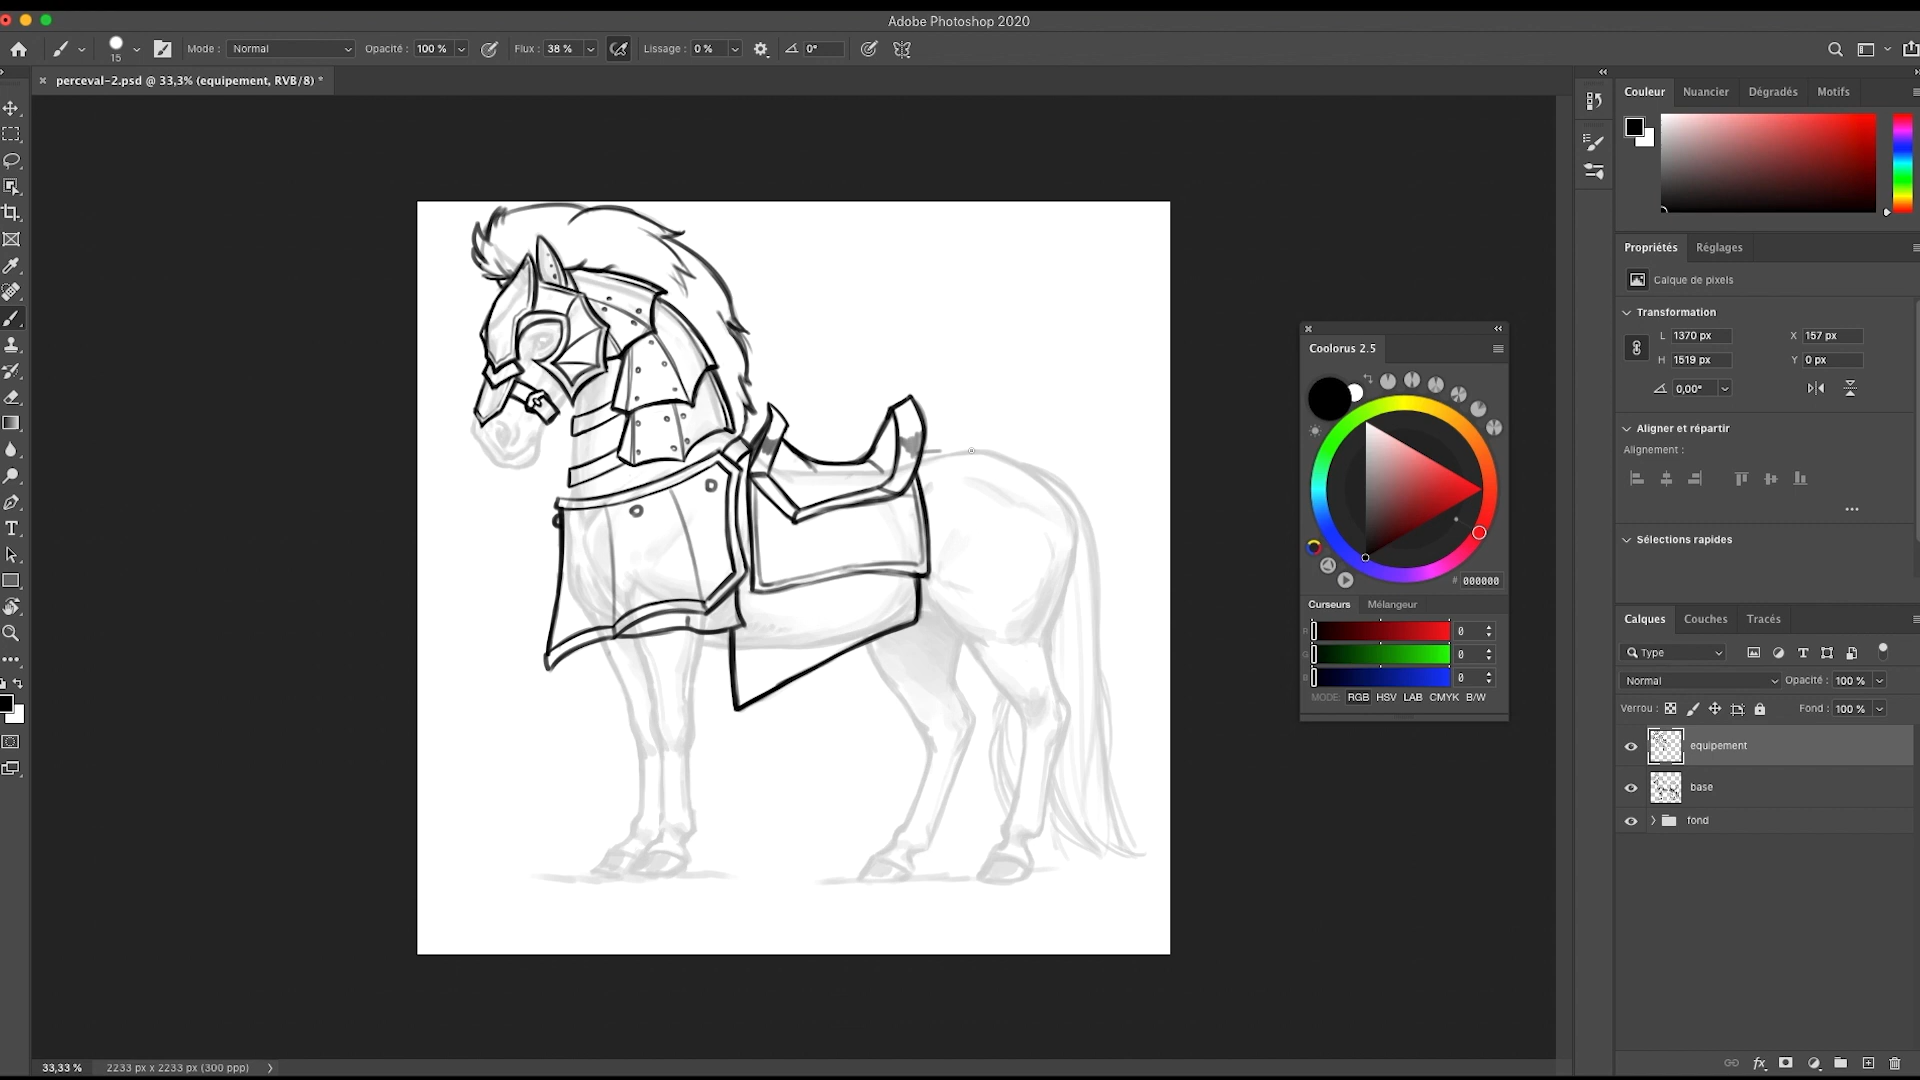 Adobe Photoshop 2020
15
Mode : Normal
Opacité : 100 %
Flux : 38 %
Lissage : 0 %
0°
perceval-2.psd @ 33,3% (equipement, RVB/8) *
Couleur Nuancier Dégradés Motifs
Propriétés Réglages
Calque de pixels
Transformation
L 1370 px X 157 px
H 1519 px Y 0 px
0,00°
Aligner et répartir
Alignement :
Sélections rapides
Coolorus 2.5
# 000000
Curseurs Mélangeur
0
0
0
MODE: RGB HSV LAB CMYK B/W
Calques Couches Tracés
Type
Normal Opacité : 100 %
Verrou : Fond : 100 %
equipement
base
fond
fx
33,33 % 2233 px x 2233 px (300 ppp)